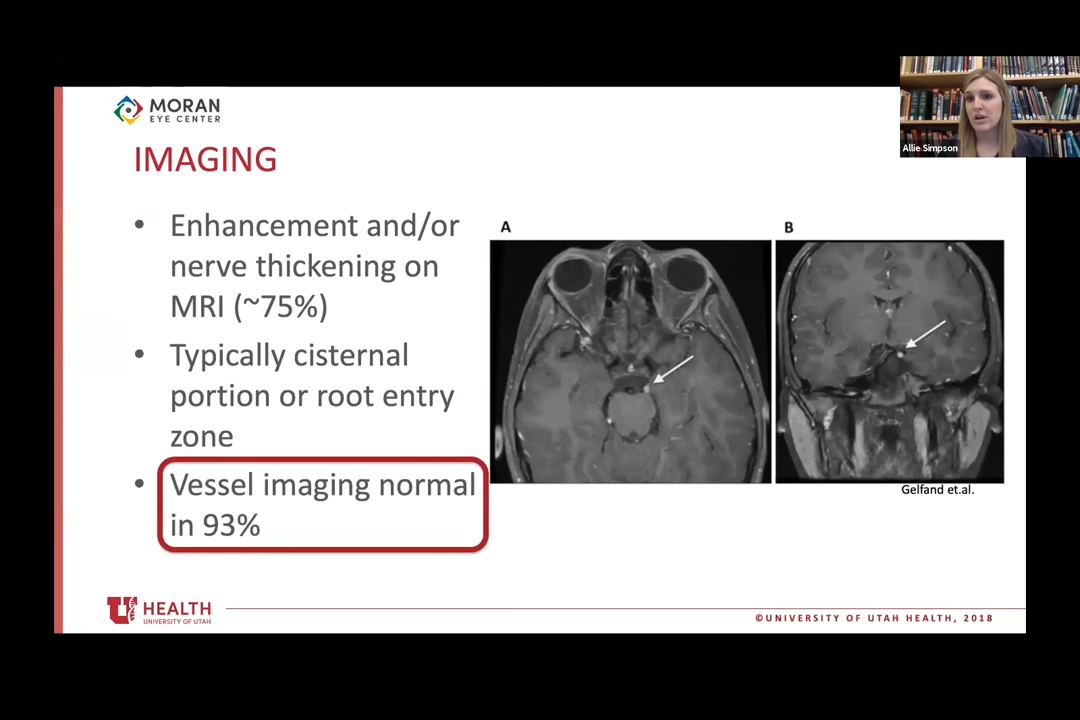 MORAN
EYE CENTER
IMAGING
• Enhancement and/or
nerve thickening on
MRI (~75%)
• Typically cisternal
portion or root entry
zone
• Vessel imaging normal
in 93%
A
B
Gelfand et.al.
Allie Simpson
U HEALTH
UNIVERSITY OF UTAH
©UNIVERSITY OF UTAH HEALTH, 2018